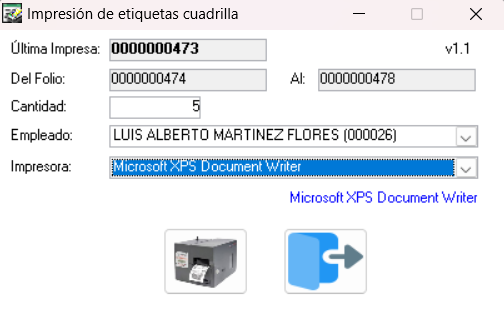 Impresión de etiquetas cuadrilla
Última Impresa: 0000000473 v1.1
Del Folio: 0000000474 Al: 0000000478
Cantidad: 5
Empleado: LUIS ALBERTO MARTINEZ FLORES (000026)
Impresora: Microsoft XPS Document Writer
Microsoft XPS Document Writer